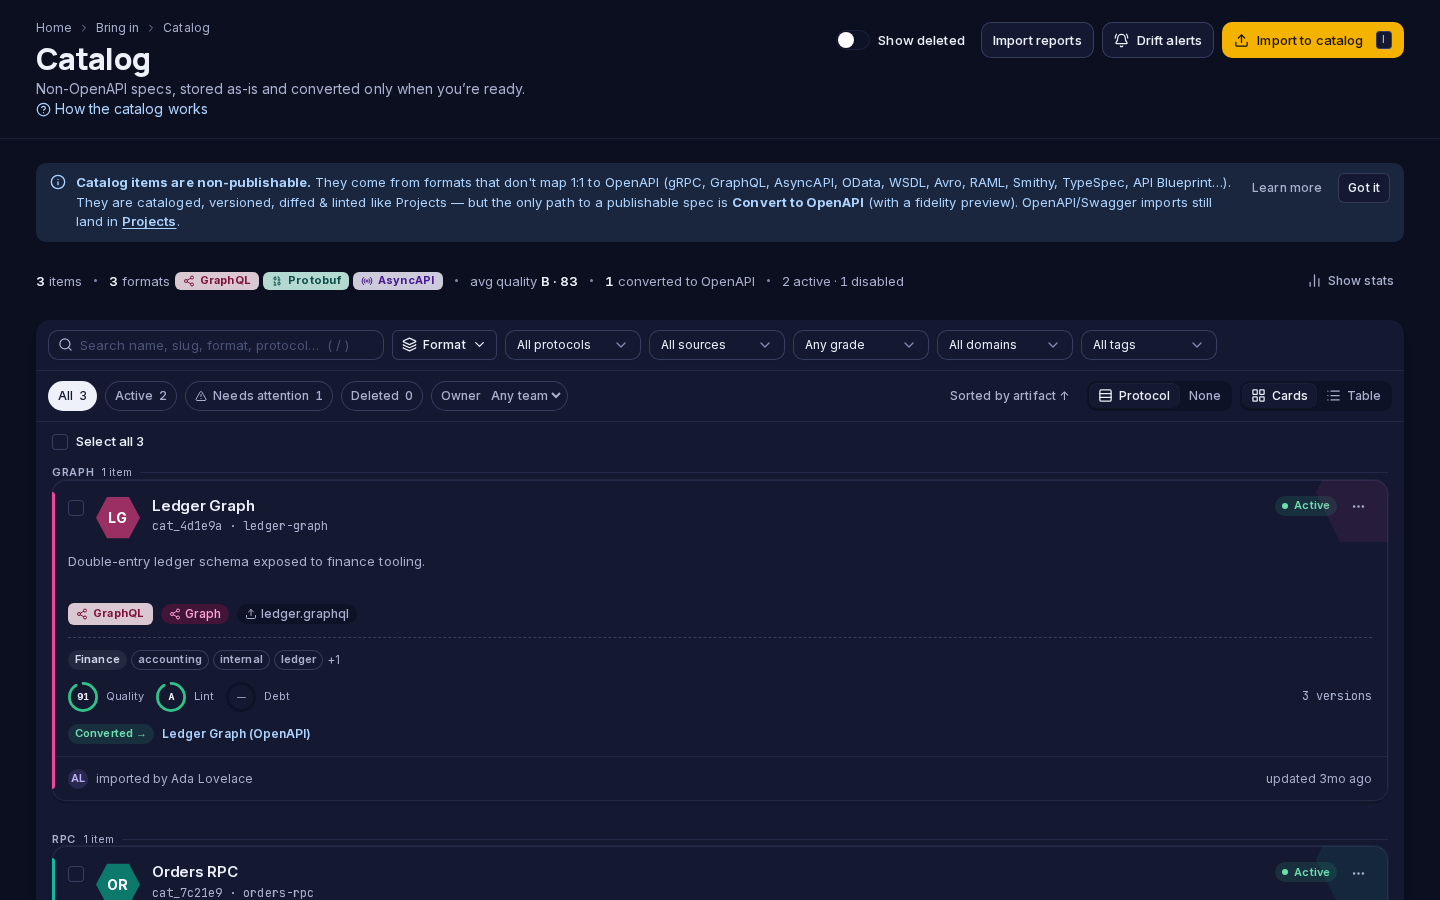 Home > Bring in > Catalog
Catalog
Non-OpenAPI specs, stored as-is and converted only when you’re ready.
How the catalog works
Show deleted
Import reports
Drift alerts
Import to catalog I
Catalog items are non-publishable. They come from formats that don't map 1:1 to OpenAPI (gRPC, GraphQL, AsyncAPI, OData, WSDL, Avro, RAML, Smithy, TypeSpec, API Blueprint…).
They are cataloged, versioned, diffed & linted like Projects — but the only path to a publishable spec is Convert to OpenAPI (with a fidelity preview). OpenAPI/Swagger imports still
land in Projects.
Learn more
Got it
3 items • 3 formats GraphQL Protobuf AsyncAPI • avg quality B · 83 • 1 converted to OpenAPI • 2 active · 1 disabled
Show stats
Search name, slug, format, protocol… ( / )
Format
All protocols
All sources
Any grade
All domains
All tags
All 3
Active 2
Needs attention 1
Deleted 0
Owner Any team
Sorted by artifact ↑
Protocol
None
Cards
Table
Select all 3
GRAPH 1 item
LG
Ledger Graph
cat_4d1e9a · ledger-graph
Active
Double-entry ledger schema exposed to finance tooling.
GraphQL
Graph
ledger.graphql
Finance accounting internal ledger +1
91 Quality A Lint — Debt
3 versions
Converted → Ledger Graph (OpenAPI)
AL imported by Ada Lovelace
updated 3mo ago
RPC 1 item
OR
Orders RPC
cat_7c21e9 · orders-rpc
Active